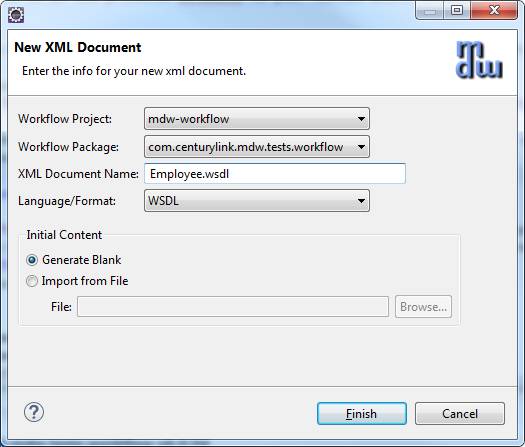 New XML Document
Enter the info for your new xml document.
mdw
Workflow Project: mdw-workflow
Workflow Package: com.centurylink.mdw.tests.workflow
XML Document Name: Employee.wsdl
Language/Format: WSDL
Initial Content
Generate Blank
Import from File
File: Browse...
? Finish Cancel